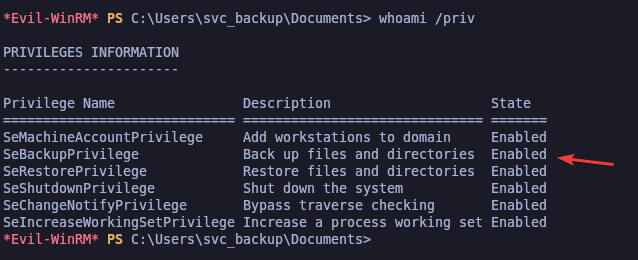 *Evil-WinRM* PS C:\Users\svc_backup\Documents> whoami /priv
PRIVILEGES INFORMATION
----------------------
Privilege Name                Description                    State
============================= ============================== =======
SeMachineAccountPrivilege     Add workstations to domain     Enabled
SeBackupPrivilege             Back up files and directories  Enabled
SeRestorePrivilege            Restore files and directories  Enabled
SeShutdownPrivilege           Shut down the system           Enabled
SeChangeNotifyPrivilege       Bypass traverse checking       Enabled
SeIncreaseWorkingSetPrivilege Increase a process working set Enabled
*Evil-WinRM* PS C:\Users\svc_backup\Documents>